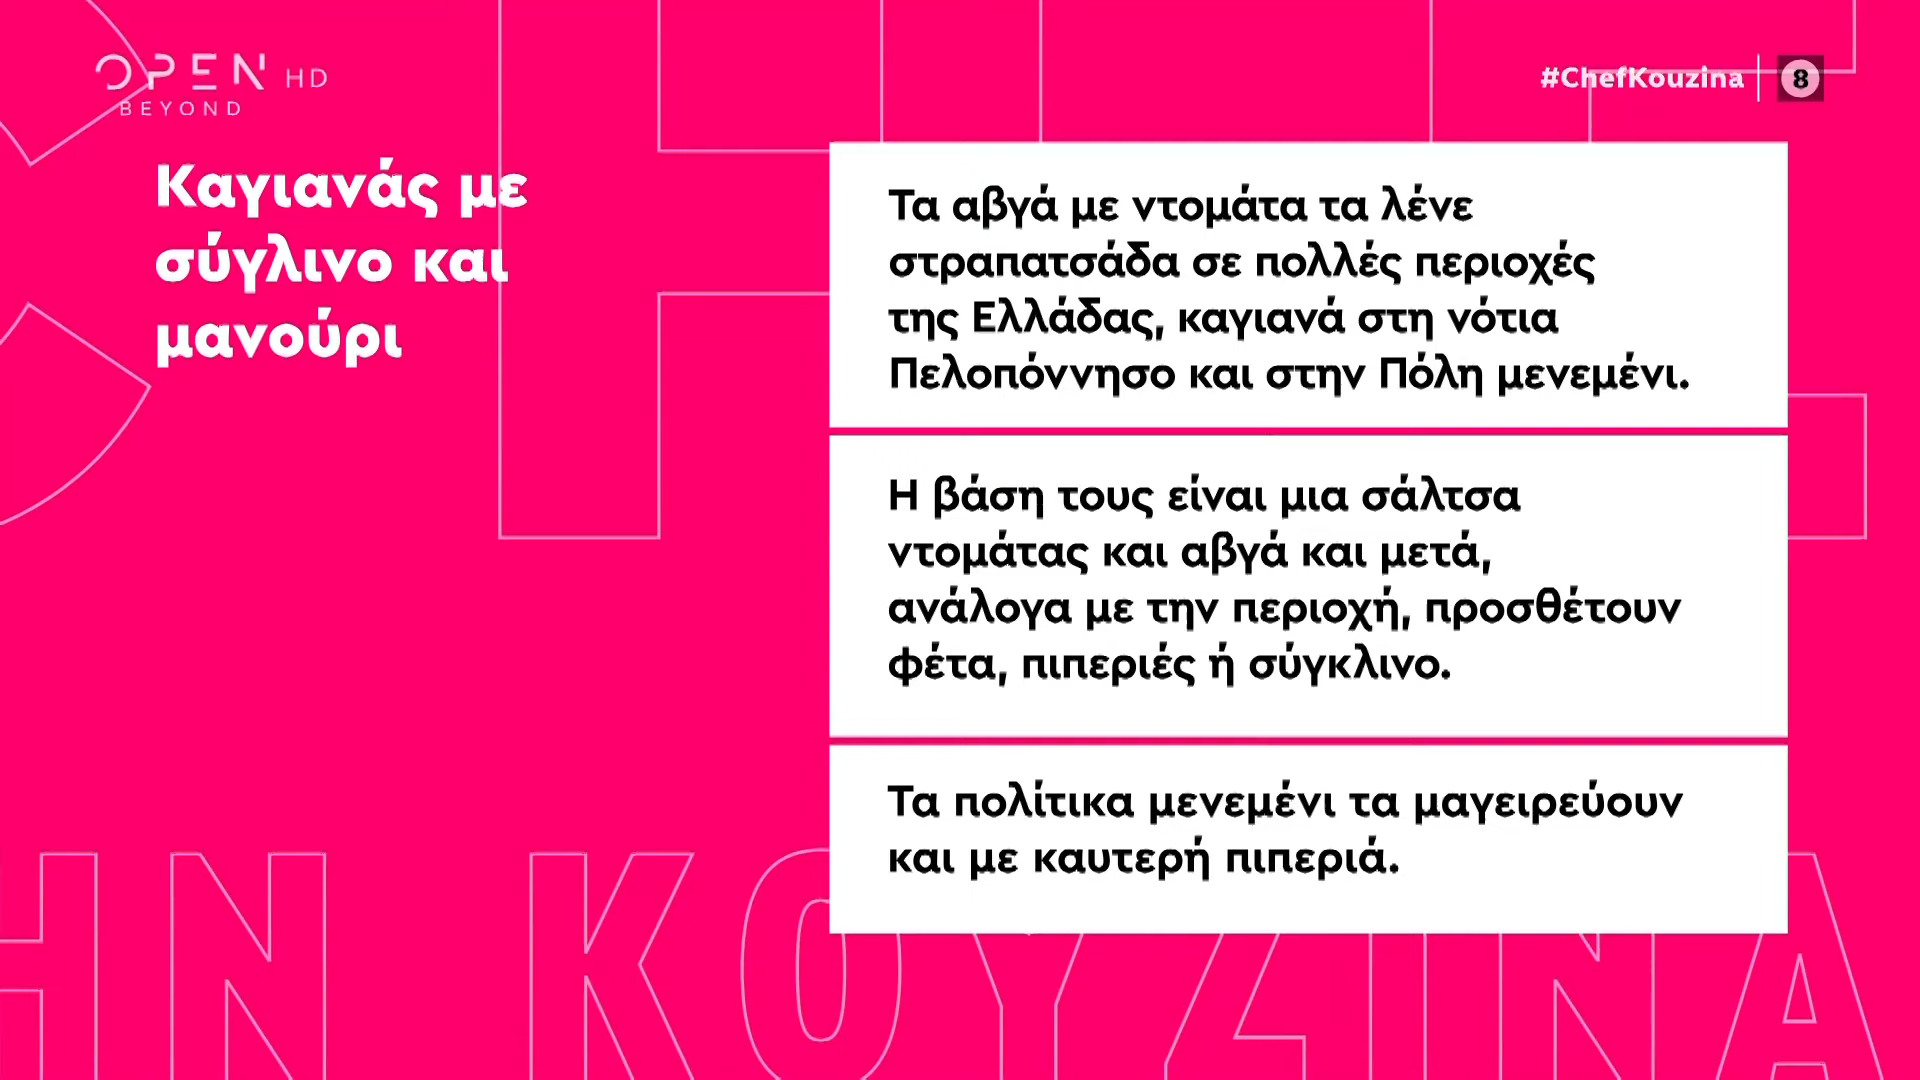 OPEN HD
BEYOND
#ChefKouzina
8
Καγιανάς με
σύγλινο και
μανούρι
Τα αβγά με ντομάτα τα λένε
στραπατσάδα σε πολλές περιοχές
της Ελλάδας, καγιανά στη νότια
Πελοπόννησο και στην Πόλη μενεμένι.
Η βάση τους είναι μια σάλτσα
ντομάτας και αβγά και μετά,
ανάλογα με την περιοχή, προσθέτουν
φέτα, πιπεριές ή σύγκλινο.
Τα πολίτικα μενεμένι τα μαγειρεύουν
και με καυτερή πιπεριά.
ΗΝ ΚΟΥΖΙΝΑ